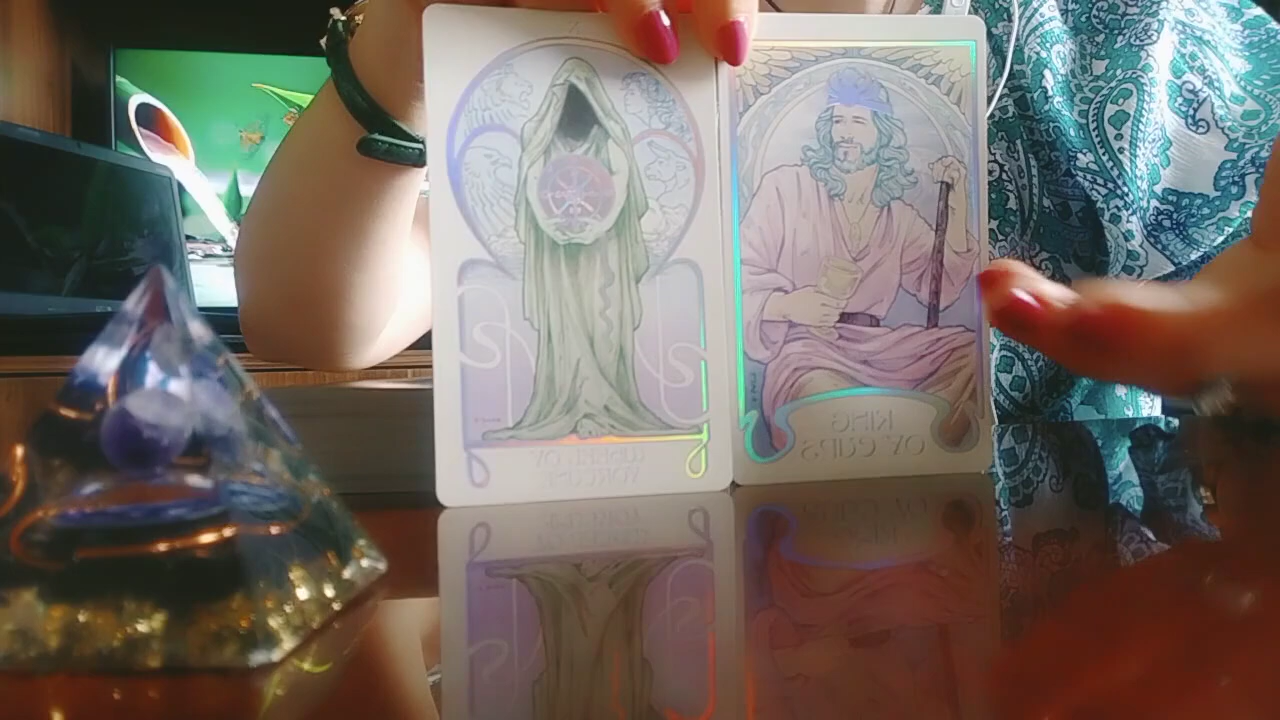 X
WHEEL OF
FORTUNE
KING
OF CUPS